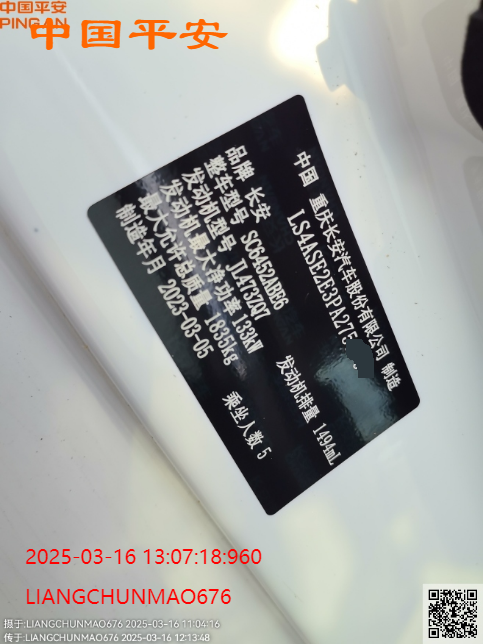 中国平安
PING AN
中国平安
中国 重庆长安汽车股份有限公司 制造
LS4ASE2E3PA275
品牌 长安
整车型号 SC6452ABE6
发动机型号 JL473ZQ7
发动机排量 1494mL
发动机最大净功率 133kW
最大允许总质量 1835kg
乘坐人数 5
制造年月 2023-03-05
2025-03-16 13:07:18:960
LIANGCHUNMAO676
摄于:LIANGCHUNMAO676 2025-03-16 11:04:16
传于:LIANGCHUNMAO676 2025-03-16 12:13:48